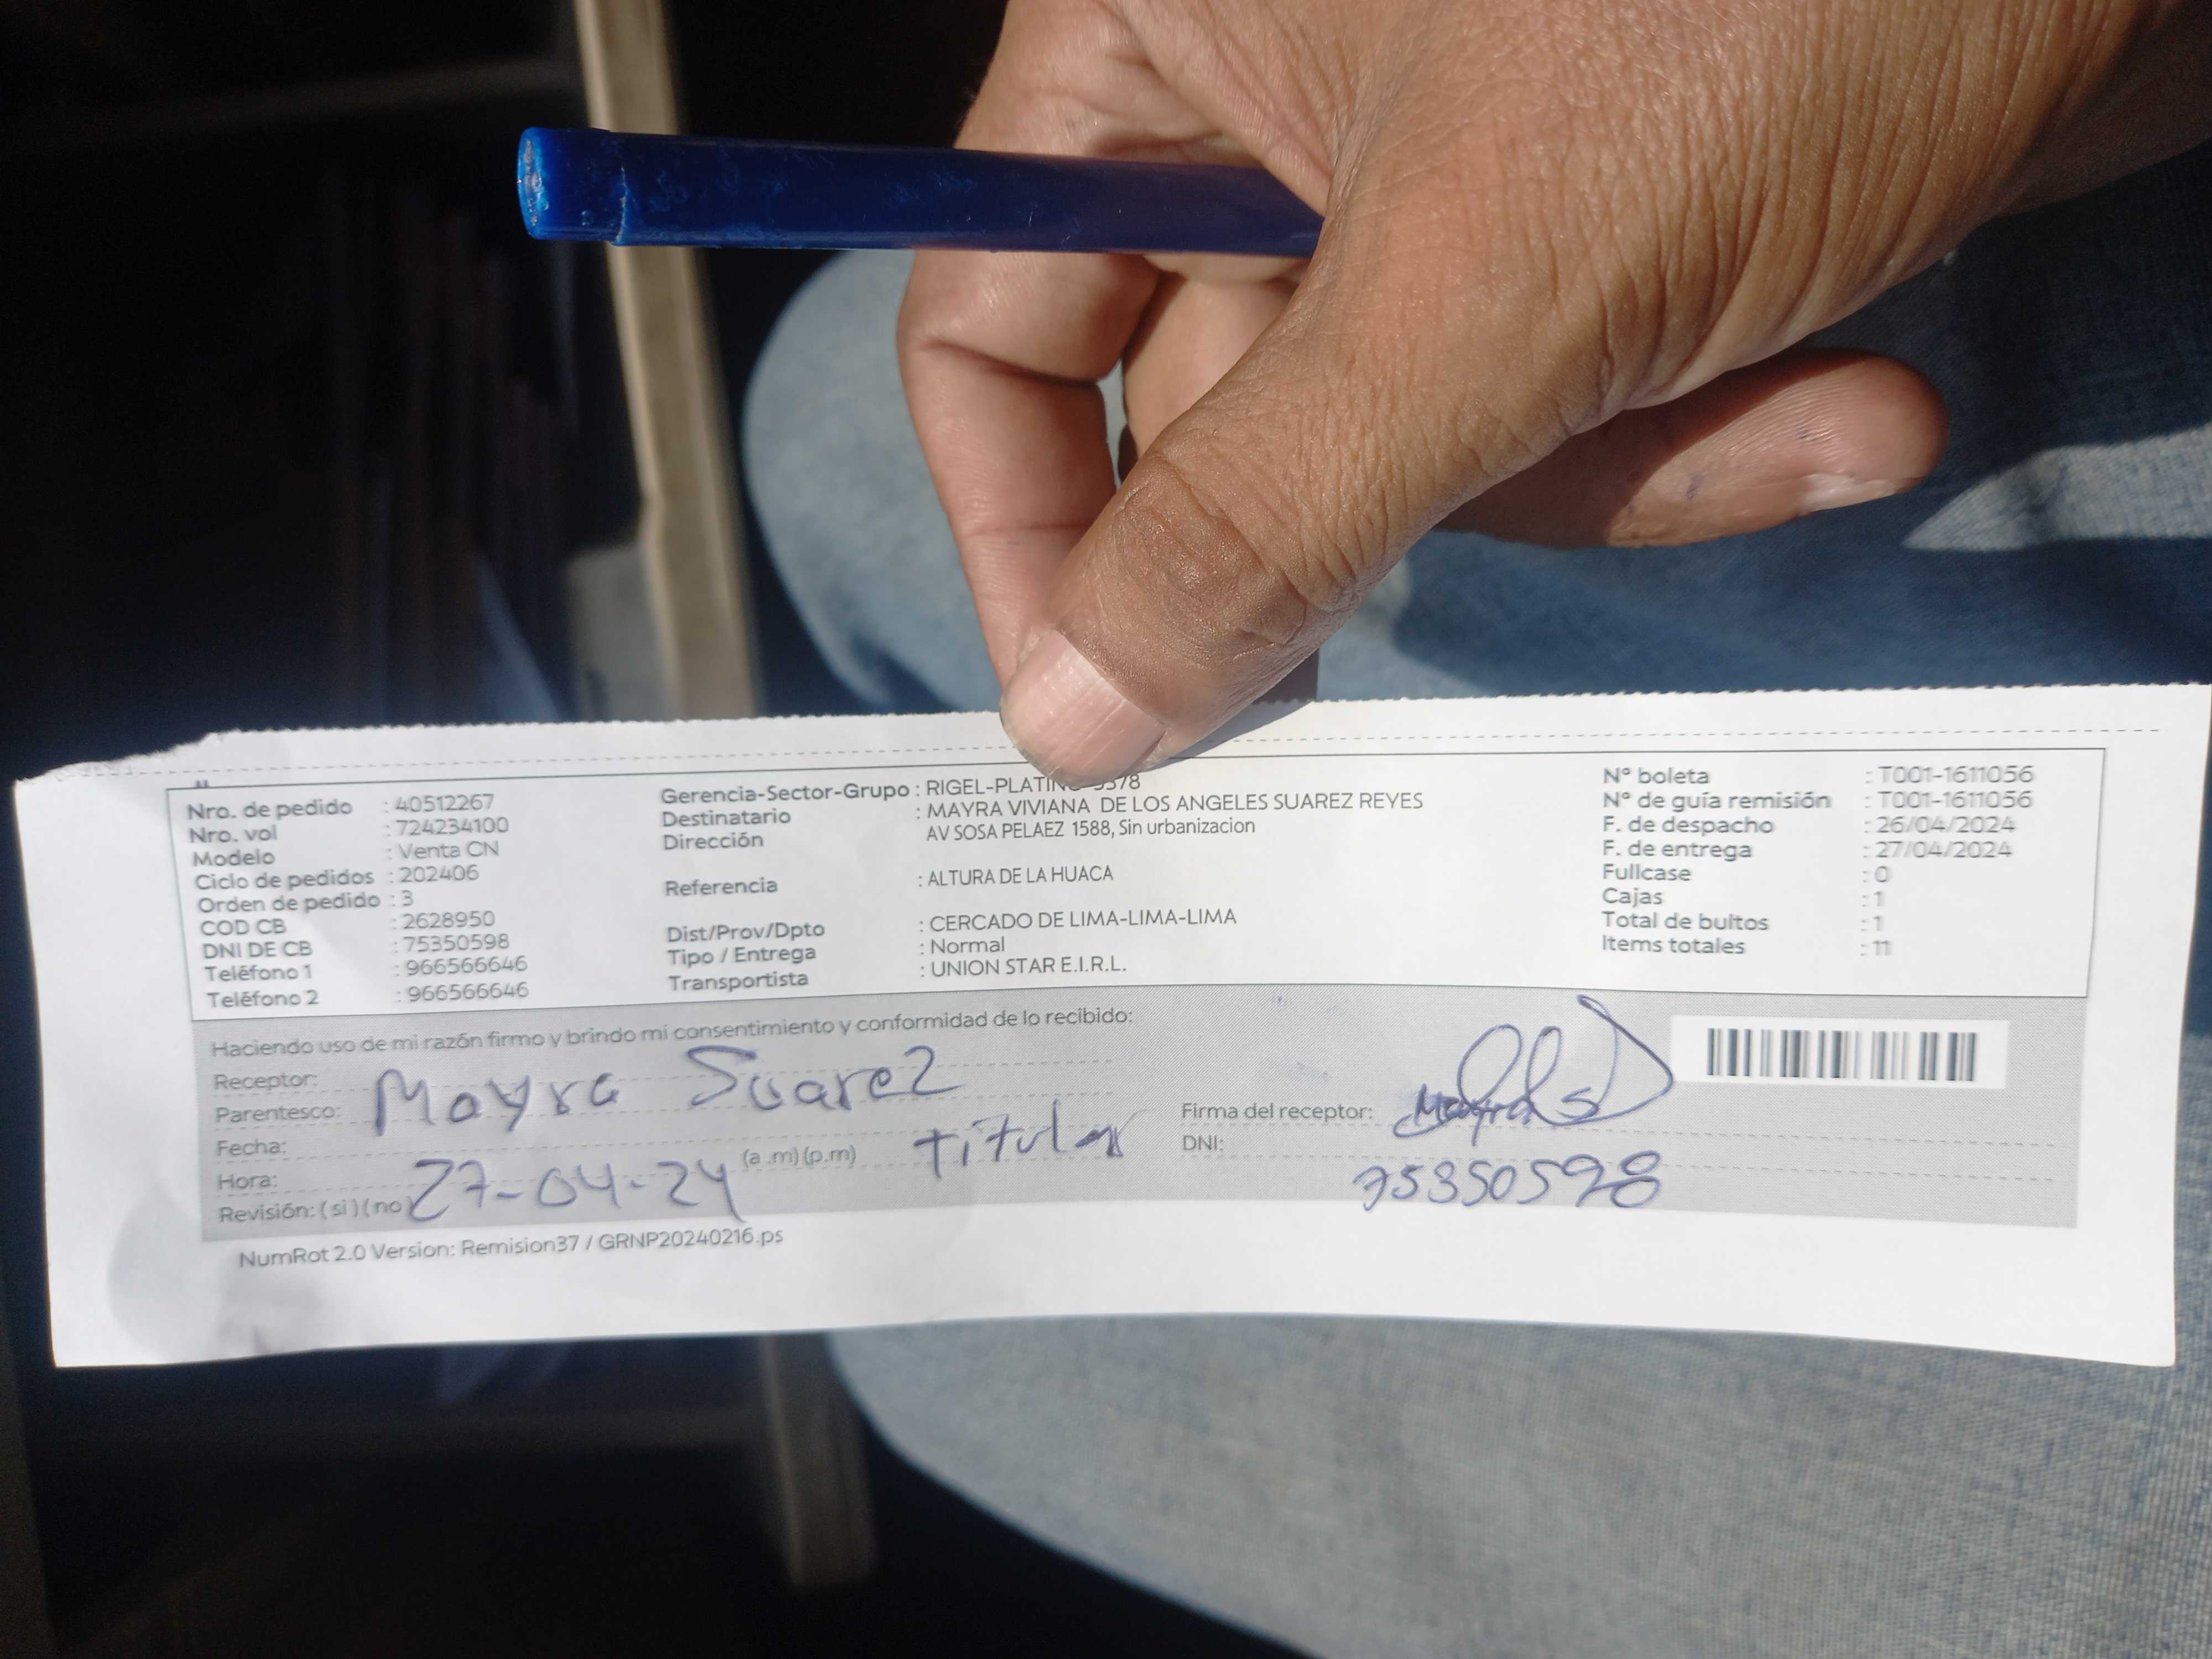 Nro. de pedido : 40512267
Nro. vol : 724234100
Modelo : Venta CN
Ciclo de pedidos : 202406
Orden de pedido : 3
COD CB : 2628950
DNI DE CB : 75350598
Teléfono 1 : 966566646
Teléfono 2 : 966566646
Gerencia-Sector-Grupo : RIGEL-PLATIN
Destinatario : MAYRA VIVIANA DE LOS ANGELES SUAREZ REYES
Dirección AV SOSA PELAEZ 1588, Sin urbanizacion
Referencia : ALTURA DE LA HUACA
Dist/Prov/Dpto : CERCADO DE LIMA-LIMA-LIMA
Tipo / Entrega : Normal
Transportista : UNION STAR E.I.R.L.
N° boleta : T001-1611056
N° de guía remisión : T001-1611056
F. de despacho : 26/04/2024
F. de entrega : 27/04/2024
Fullcase : 0
Cajas : 1
Total de bultos : 1
Items totales : 11
Haciendo uso de mi razón firmo y brindo mi consentimiento y conformidad de lo recibido:
Receptor: Mayra Suarez
Parentesco:
Fecha: Titular
Hora: 27-04-24 (a .m) (p.m)
Revisión: ( si ) ( no )
Firma del receptor: Mayra S
DNI: 75350598
NumRot 2.0 Version: Remision37 / GRNP20240216.ps